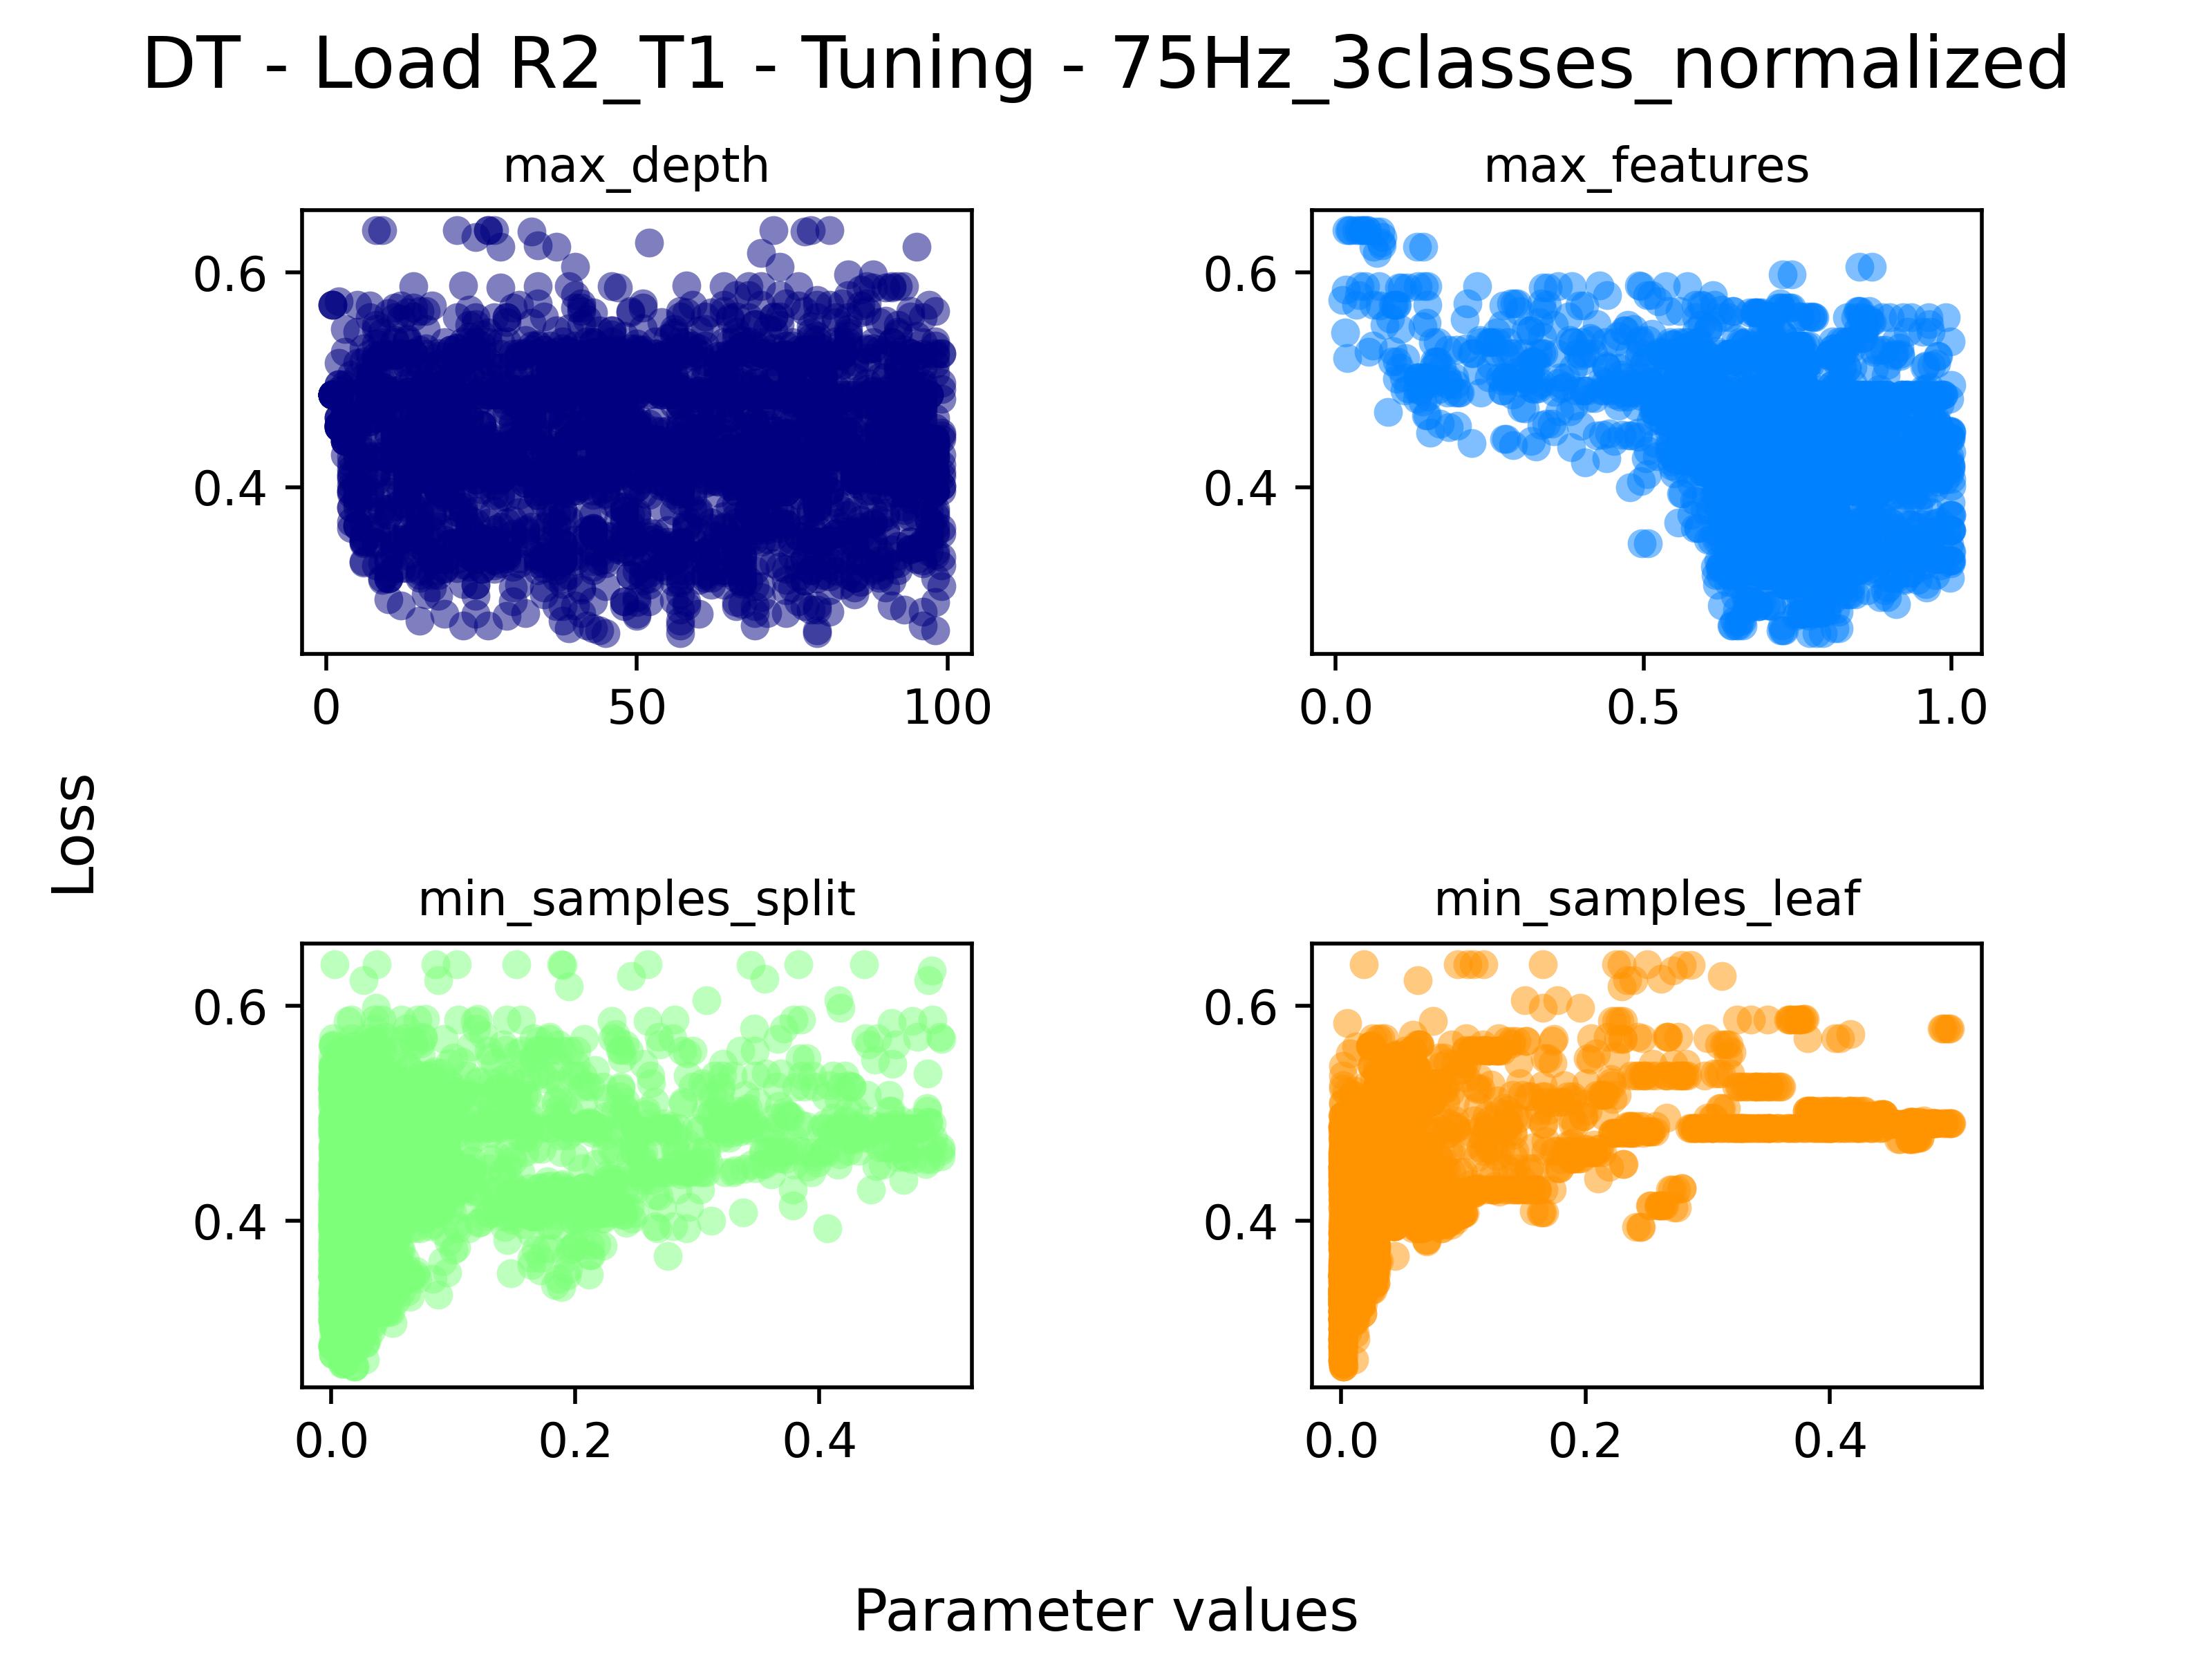 DT - Load R2_T1 - Tuning - 75Hz_3classes_normalized
max_depth
0.6
0.4
0 50 100
max_features
0.6
0.4
0.0 0.5 1.0
Loss
min_samples_split
0.6
0.4
0.0 0.2 0.4
min_samples_leaf
0.6
0.4
0.0 0.2 0.4
Parameter values